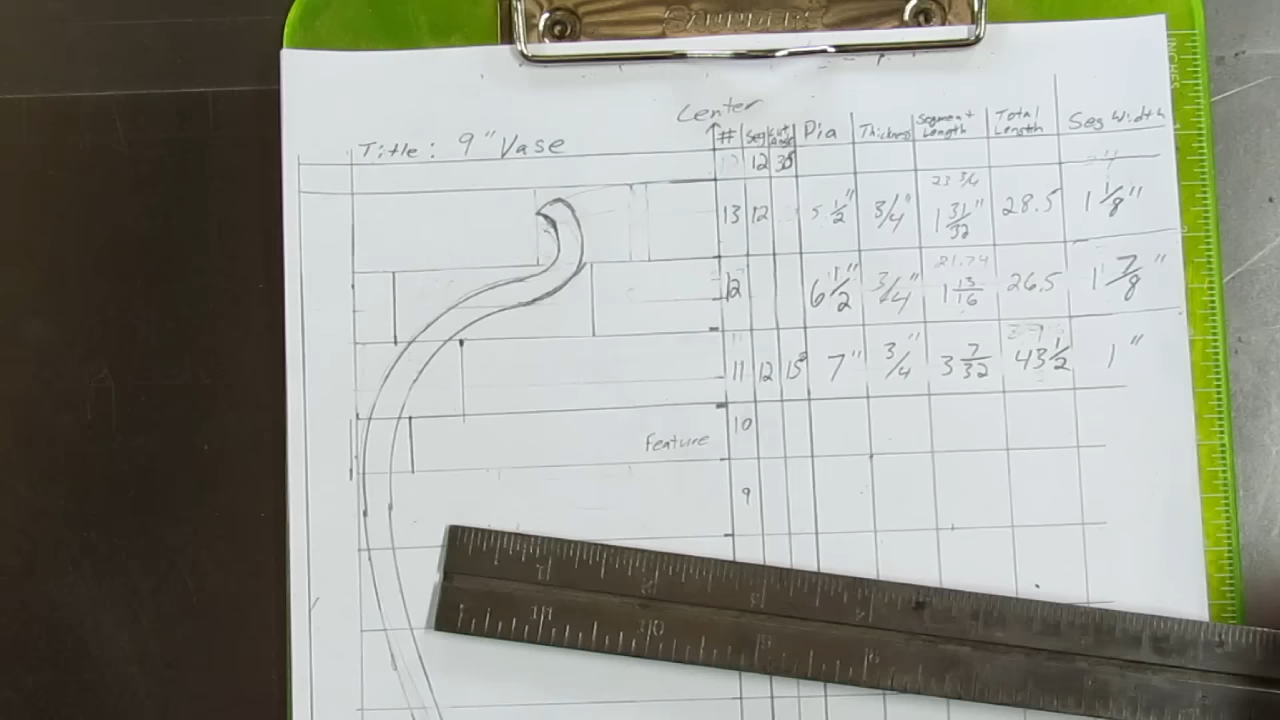 SAUNDERS
INCHES
Center
Title: 9" Vase
# Seg Cut Angle Dia Thickness Segment Length Total Length Seg Width
12 30°
23 3/4
13 12 5 1/2" 3/4" 1 31/32 28.5 1 1/8"
21.74
12 6 1/2" 3/4" 1 13/16 26.5 1 7/8"
11 12 15° 7" 3/4 3 7/32 43 1/2 1"
Feature 10
9